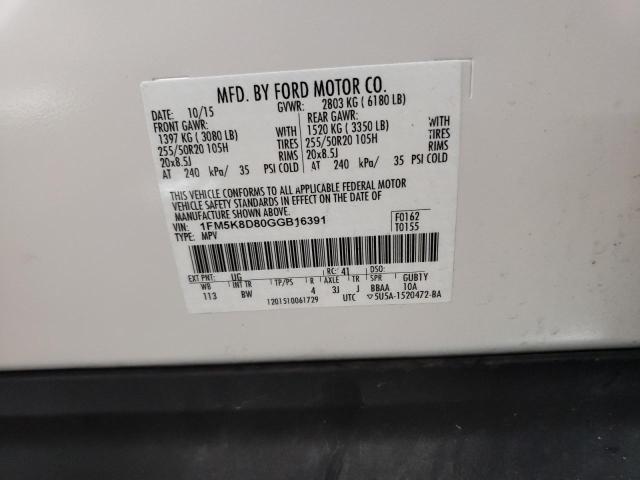 MFD. BY FORD MOTOR CO.
DATE: 10/15 GVWR: 2803 KG ( 6180 LB)
FRONT GAWR: REAR GAWR:
1397 KG ( 3080 LB) WITH 1520 KG ( 3350 LB) WITH
255/50R20 105H TIRES 255/50R20 105H TIRES
20x8.5J RIMS 20x8.5J RIMS
AT 240 kPa/ 35 PSI COLD AT 240 kPa/ 35 PSI COLD
THIS VEHICLE CONFORMS TO ALL APPLICABLE FEDERAL MOTOR
VEHICLE SAFETY STANDARDS IN EFFECT ON THE DATE OF
MANUFACTURE SHOWN ABOVE.
VIN: 1FM5K8D80GGB16391 F0162
TYPE: MPV T0155
EXT PNT: UG RC: 41 DSO:
WB INT TR TP/PS R AXLE TR SPR GUB1Y
113 BW 4 3J J BBAA 10A
1201510061729 UTC ▽5U5A-1520472-BA